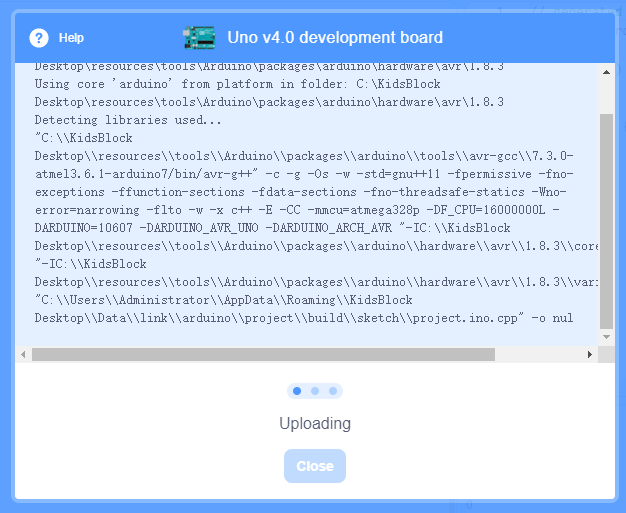 Help
Uno v4.0 development board
Desktop\resources\tools\Arduino\packages\arduino\hardware\avr\1.8.3
Using core 'arduino' from platform in folder: C:\KidsBlock
Desktop\resources\tools\Arduino\packages\arduino\hardware\avr\1.8.3
Detecting libraries used...
"C:\\KidsBlock
Desktop\\resources\\tools\\Arduino\\packages\\arduino\\tools\\avr-gcc\\7.3.0-
atmel3.6.1-arduino7/bin/avr-g++" -c -g -Os -w -std=gnu++11 -fpermissive -fno-
exceptions -ffunction-sections -fdata-sections -fno-threadsafe-statics -Wno-
error=narrowing -flto -w -x c++ -E -CC -mmcu=atmega328p -DF_CPU=16000000L -
DARDUINO=10607 -DARDUINO_AVR_UNO -DARDUINO_ARCH_AVR "-IC:\\KidsBlock
Desktop\\resources\\tools\\Arduino\\packages\\arduino\\hardware\\avr\\1.8.3\\core
"-IC:\\KidsBlock
Desktop\\resources\\tools\\Arduino\\packages\\arduino\\hardware\\avr\\1.8.3\\vari
"C:\\Users\\Administrator\\AppData\\Roaming\\KidsBlock
Desktop\\Data\\link\\arduino\\project\\build\\sketch\\project.ino.cpp" -o nul
Uploading
Close